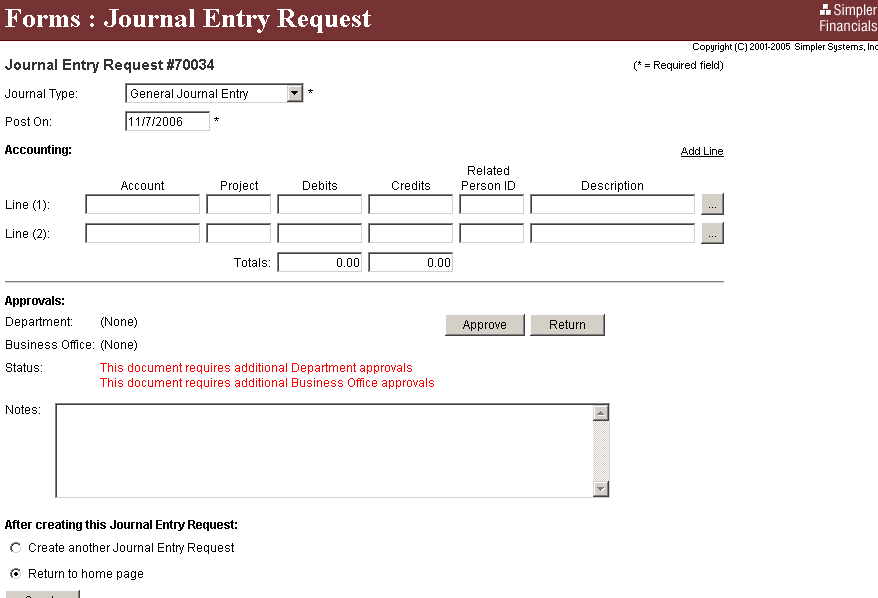 Forms : Journal Entry Request
Simpler
Financials
Copyright (C) 2001-2005 Simpler Systems, Inc
Journal Entry Request #70034
(* = Required field)
Journal Type: General Journal Entry *
Post On: 11/7/2006 *
Accounting: Add Line
Related
Account Project Debits Credits Person ID Description
Line (1): ...
Line (2): ...
Totals: 0.00 0.00
Approvals:
Department: (None) Approve Return
Business Office: (None)
Status: This document requires additional Department approvals
This document requires additional Business Office approvals
Notes:
After creating this Journal Entry Request:
Create another Journal Entry Request
Return to home page